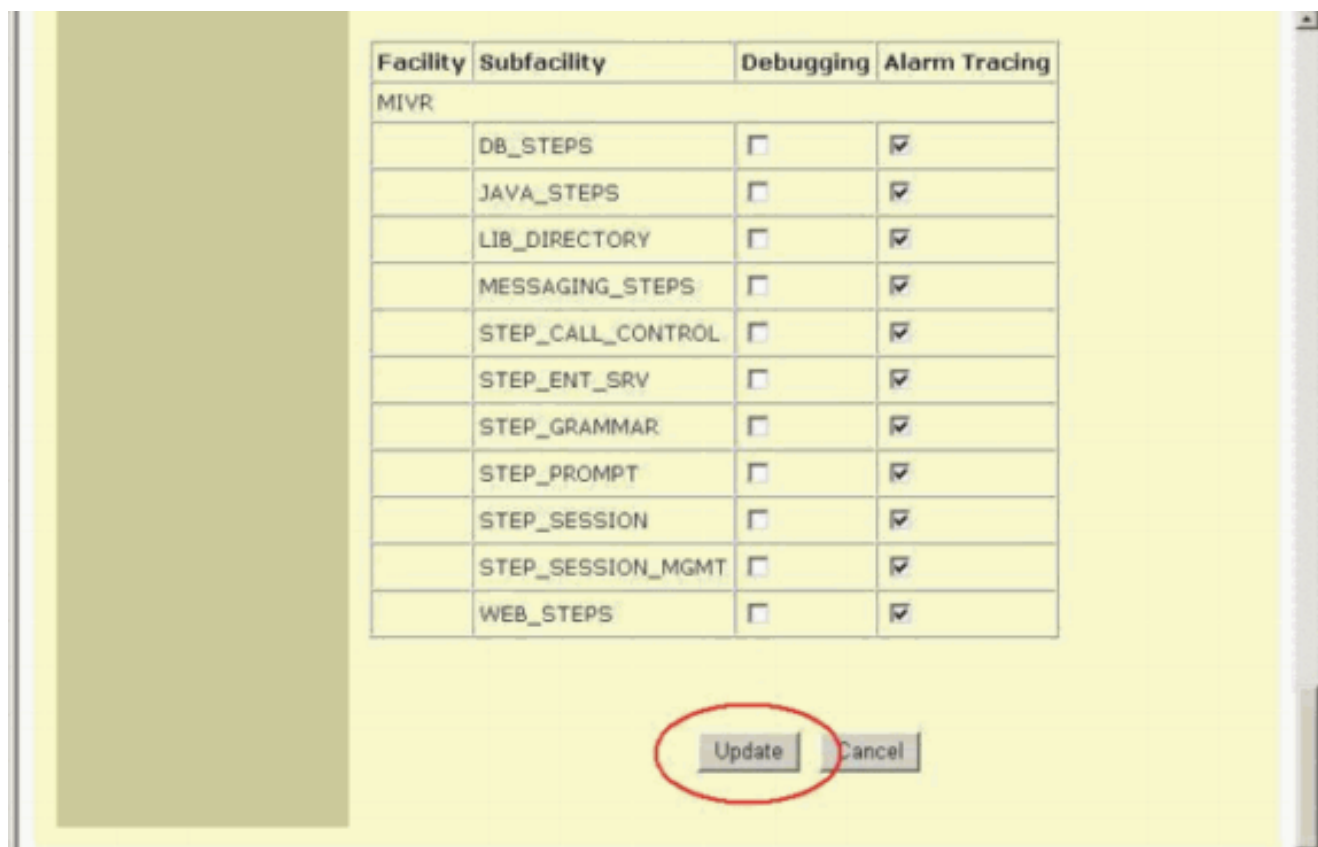 Facility Subfacility Debugging Alarm Tracing
MIVR
DB_STEPS
JAVA_STEPS
LIB_DIRECTORY
MESSAGING_STEPS
STEP_CALL_CONTROL
STEP_ENT_SRV
STEP_GRAMMAR
STEP_PROMPT
STEP_SESSION
STEP_SESSION_MGMT
WEB_STEPS
Update Cancel